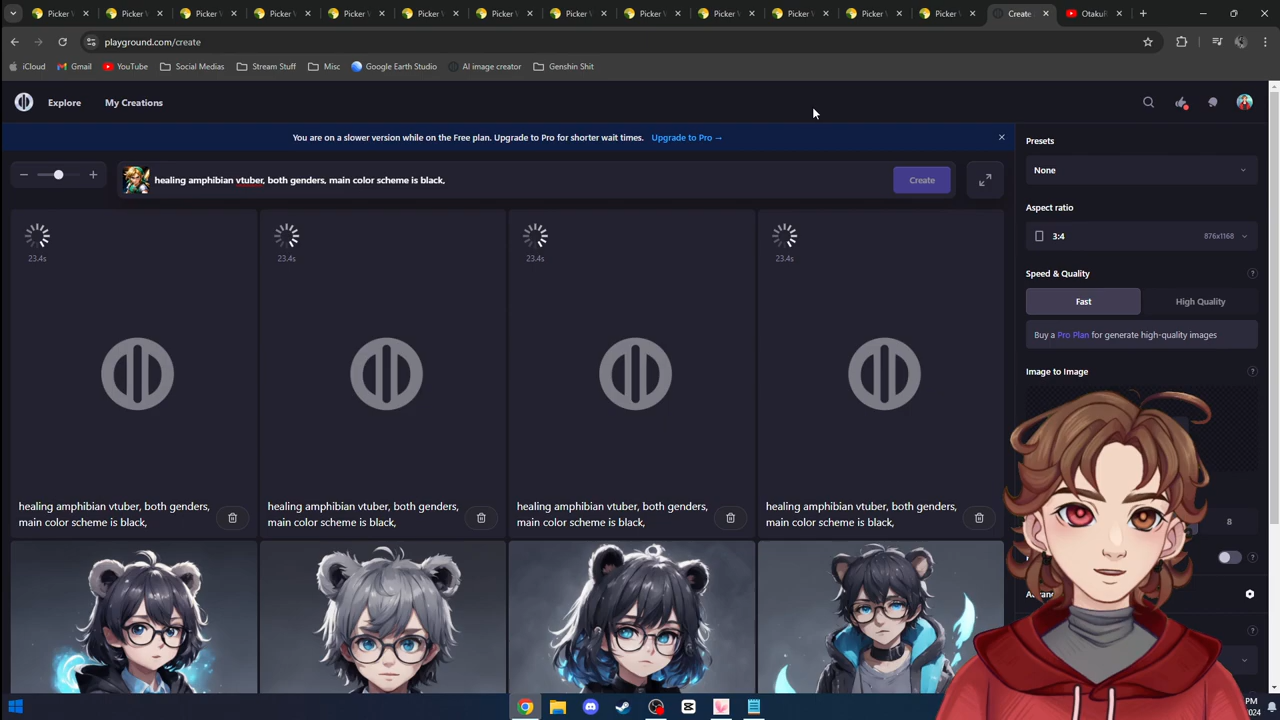 Picker
Picker
Picker
Picker
Picker
Picker
Picker
Picker
Picker
Picker
Picker
Picker
Picker
Create
Otaku
playground.com/create
iCloud
Gmail
YouTube
Social Medias
Stream Stuff
Misc
Google Earth Studio
AI image creator
Genshin Shit
Explore
My Creations
You are on a slower version while on the Free plan. Upgrade to Pro for shorter wait times. Upgrade to Pro →
Presets
None
healing amphibian vtuber, both genders, main color scheme is black,
Create
Aspect ratio
3:4
876x1168
Speed & Quality
Fast
High Quality
Buy a Pro Plan for generate high-quality images
Image to Image
23.4s
23.4s
23.4s
23.4s
healing amphibian vtuber, both genders,
main color scheme is black,
healing amphibian vtuber, both gender
main color scheme is black,
healing amphibian vtuber, both gender
main color scheme is black,
healing amphibian vtuber, both genders,
main color scheme is black,
8
PM
2024